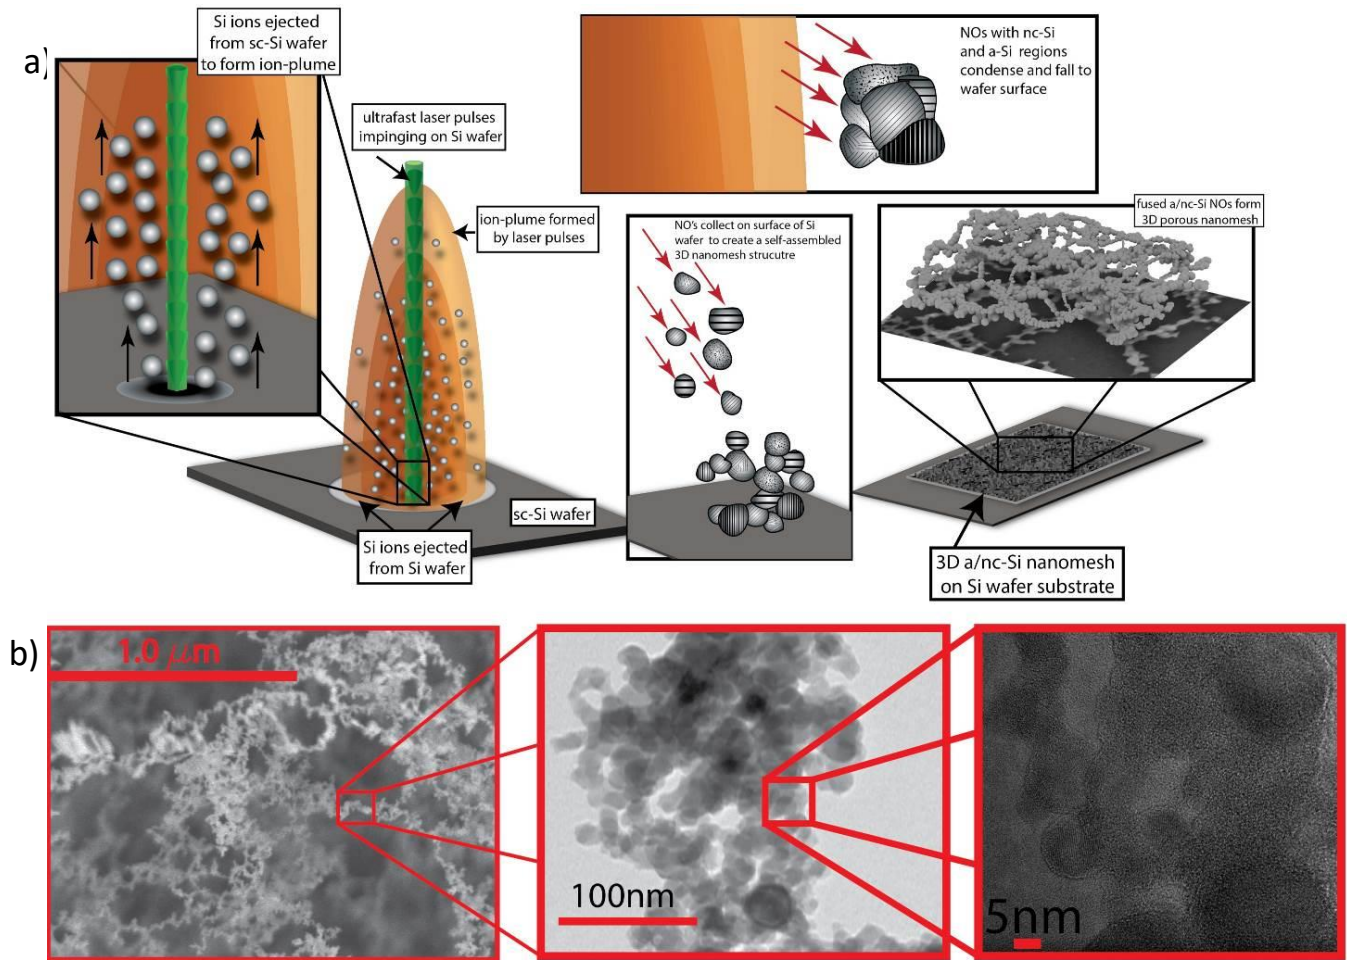 a)
Si ions ejected
from sc-Si wafer
to form ion-plume
ultrafast laser pulses
impinging on Si wafer
ion-plume formed
by laser pulses
sc-Si wafer
Si ions ejected
from Si wafer
NOs with nc-Si
and a-Si regions
condense and fall to
wafer surface
NO's collect on surface of Si
wafer to create a self-assembled
3D nanomesh strucutre
fused a/nc-Si NOs form
3D porous nanomesh
3D a/nc-Si nanomesh
on Si wafer substrate
b)
1.0 μm
100nm
5nm